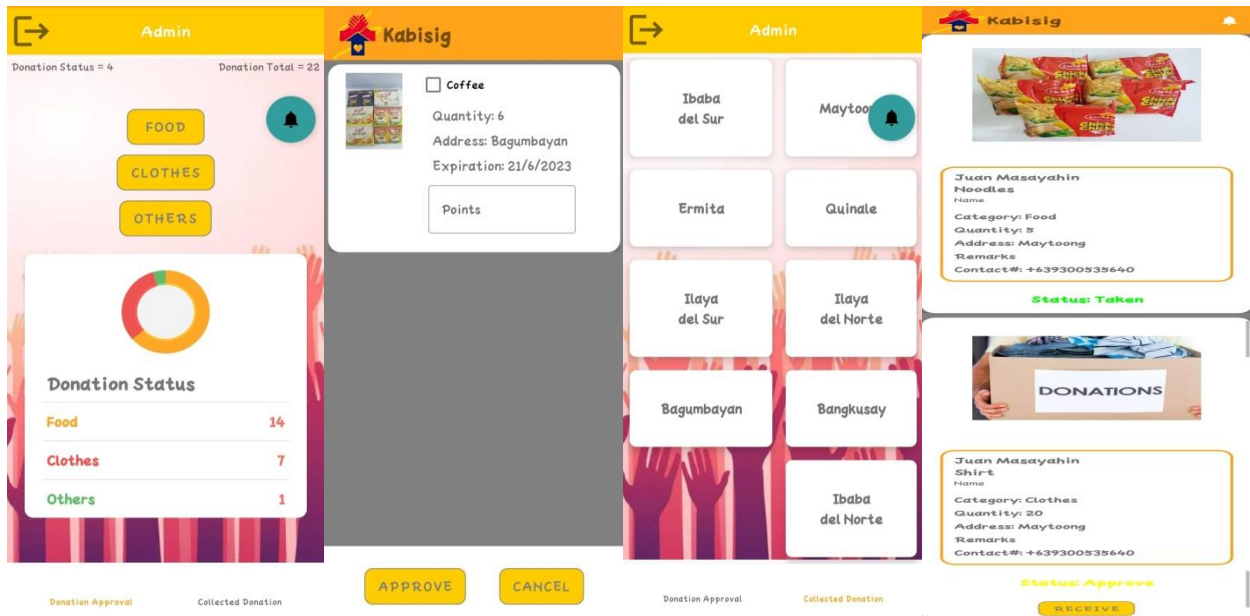 Admin
Donation Status = 4
Donation Total = 22
FOOD
CLOTHES
OTHERS
Donation Status
Food 14
Clothes 7
Others 1
Donation Approval
Collected Donation
Kabisig
Coffee
Quantity: 6
Address: Bagumbayan
Expiration: 21/6/2023
Points
APPROVE
CANCEL
Admin
Ibaba
del Sur
Maytoon
Ermita
Quinale
Ilaya
del Sur
Ilaya
del Norte
Bagumbayan
Bangkusay
Ibaba
del Norte
Donation Approval
Collected Donation
Kabisig
Juan Masayahin
Noodles
Name
Category: Food
Quantity: 5
Address: Maytoong
Remarks
Contact#: +639300535640
Status: Taken
DONATIONS
Juan Masayahin
Shirt
Name
Category: Clothes
Quantity: 20
Address: Maytoong
Remarks
Contact#: +639300535640
Status: Approve
RECEIVE